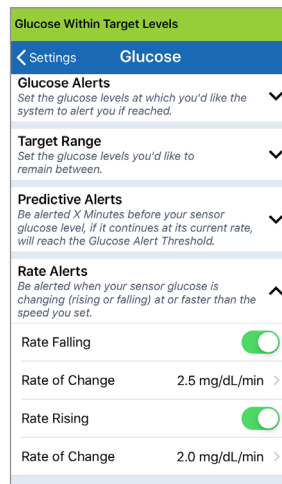 Glucose Within Target Levels
Settings
Glucose
Glucose Alerts
Set the glucose levels at which you'd like the
system to alert you if reached.
Target Range
Set the glucose levels you'd like to
remain between.
Predictive Alerts
Be alerted X Minutes before your sensor
glucose level, if it continues at its current rate,
will reach the Glucose Alert Threshold.
Rate Alerts
Be alerted when your sensor glucose is
changing (rising or falling) at or faster than the
speed you set.
Rate Falling
Rate of Change 2.5 mg/dL/min
Rate Rising
Rate of Change 2.0 mg/dL/min